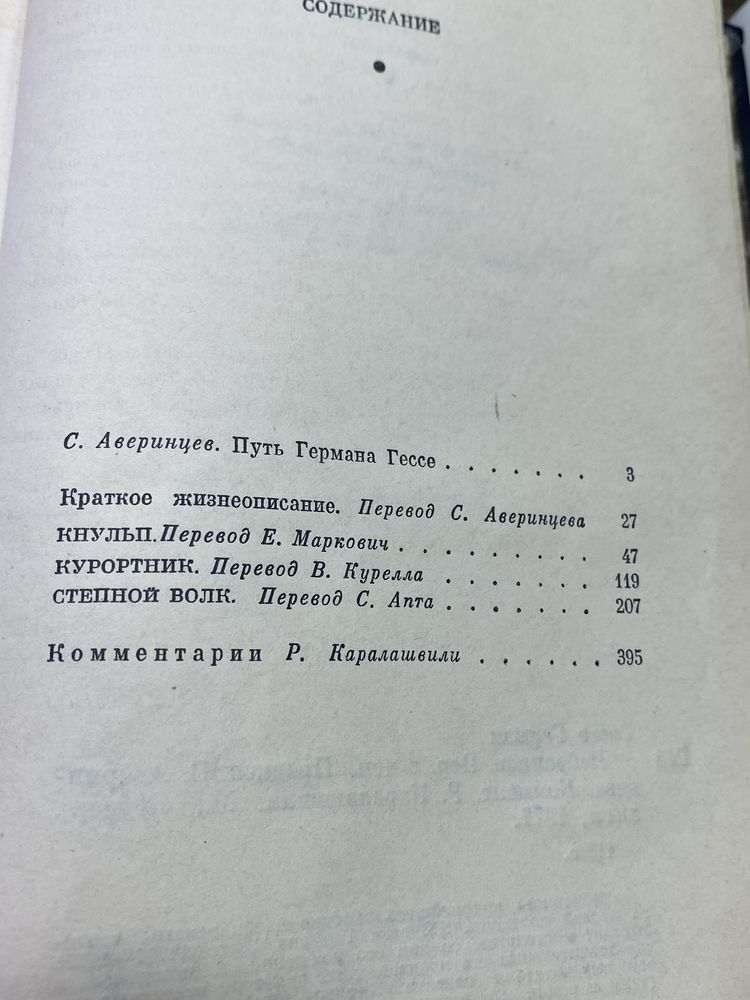 СОДЕРЖАНИЕ
С. Аверинцев. Путь Германа Гессе . . . . . . . 3
Краткое жизнеописание. Перевод С. Аверинцева 27
КНУЛЬП. Перевод Е. Маркович . . . . . . . . 47
КУРОРТНИК. Перевод В. Курелла . . . . . . . 119
СТЕПНОЙ ВОЛК. Перевод С. Апта . . . . . . . 207
Комментарии Р. Каралашвили . . . . . . 395